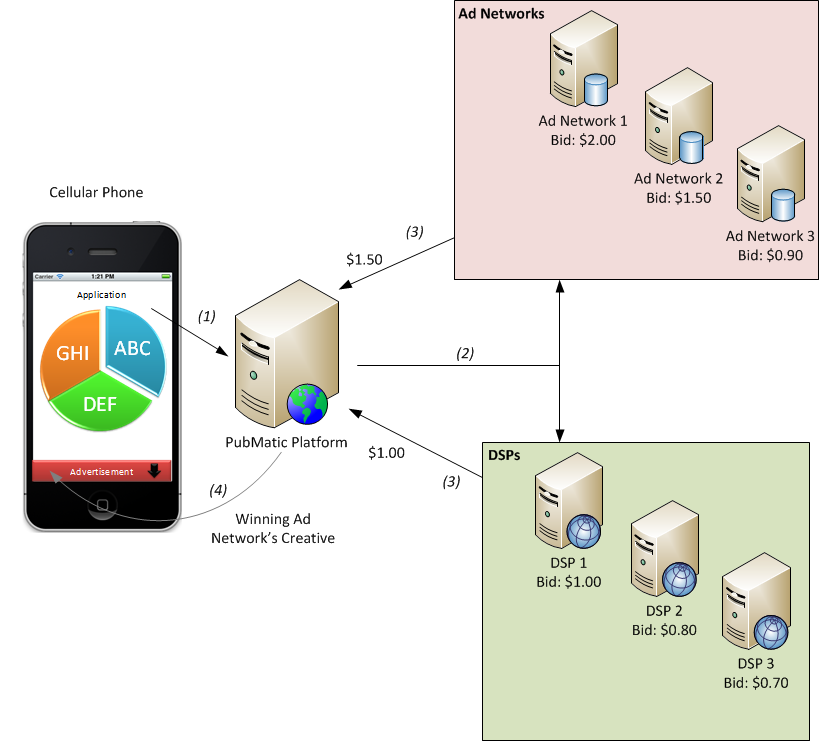 Ad Networks
Ad Network 1
Bid: $2.00
Ad Network 2
Bid: $1.50
Ad Network 3
Bid: $0.90
Cellular Phone
Carrier
1:21 PM
Application
GHI
ABC
DEF
Advertisement
(1)
(3)
$1.50
(2)
PubMatic Platform
$1.00
(3)
(4)
Winning Ad
Network's Creative
DSPs
DSP 1
Bid: $1.00
DSP 2
Bid: $0.80
DSP 3
Bid: $0.70